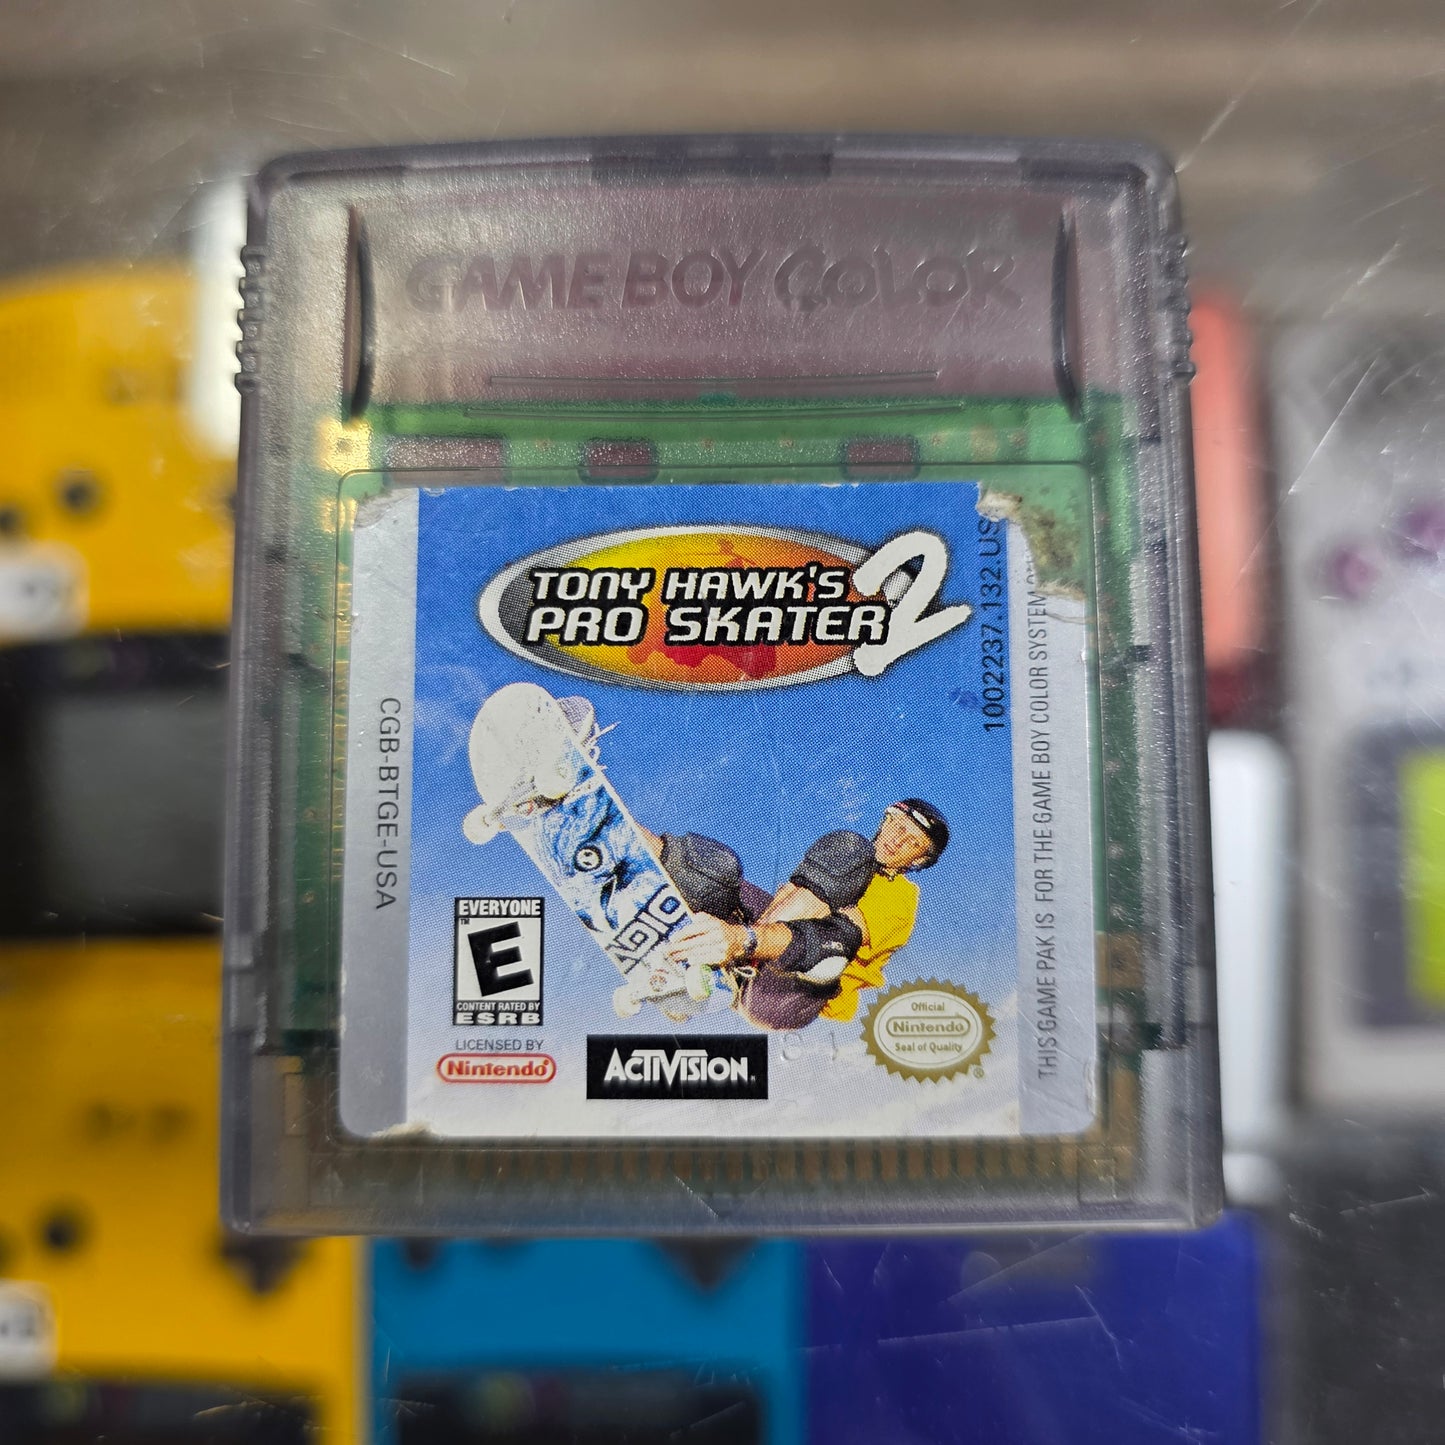 GAME BOY COLOR
TONY HAWK'S
PRO SKATER 2
1002237.132.US
THIS GAME PAK IS FOR THE GAME BOY COLOR SYSTEM
CGB-BTGE-USA
EVERYONE
E
CONTENT RATED BY
ESRB
LICENSED BY
Nintendo
ACTIVISION
Official
Nintendo
Seal of Quality